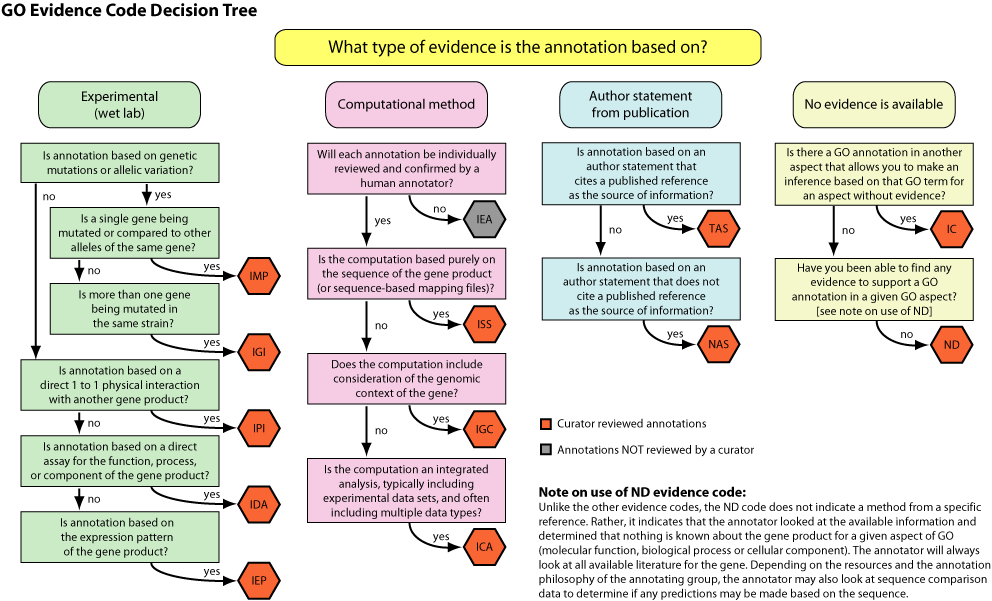 GO Evidence Code Decision Tree
What type of evidence is the annotation based on?
Experimental
(wet lab)
Is annotation based on genetic
mutations or allelic variation?
no
yes
Is a single gene being
mutated or compared to other
alleles of the same gene?
no
yes
IMP
Is more than one gene
being mutated in
the same strain?
yes
IGI
Is annotation based on a
direct 1 to 1 physical interaction
with another gene product?
no
yes
IPI
Is annotation based on a direct
assay for the function, process,
or component of the gene product?
no
yes
IDA
Is annotation based on
the expression pattern
of the gene product?
yes
IEP
Computational method
Will each annotation be individually
reviewed and confirmed by a
human annotator?
yes
no
IEA
Is the computation based purely on
the sequence of the gene product
(or sequence-based mapping files)?
no
yes
ISS
Does the computation include
consideration of the genomic
context of the gene?
no
yes
IGC
Is the computation an integrated
analysis, typically including
experimental data sets, and often
including multiple data types?
yes
ICA
Author statement
from publication
Is annotation based on an
author statement that
cites a published reference
as the source of information?
no
yes
TAS
Is annotation based on an
author statement that does not
cite a published reference
as the source of information?
yes
NAS
No evidence is available
Is there a GO annotation in another
aspect that allows you to make an
inference based on that GO term for
an aspect without evidence?
no
yes
IC
Have you been able to find any
evidence to support a GO
annotation in a given GO aspect?
[see note on use of ND]
no
ND
Curator reviewed annotations
Annotations NOT reviewed by a curator
Note on use of ND evidence code:
Unlike the other evidence codes, the ND code does not indicate a method from a specific
reference. Rather, it indicates that the annotator looked at the available information and
determined that nothing is known about the gene product for a given aspect of GO
(molecular function, biological process or cellular component). The annotator will always
look at all available literature for the gene. Depending on the resources and the annotation
philosophy of the annotating group, the annotator may also look at sequence comparison
data to determine if any predictions may be made based on the sequence.